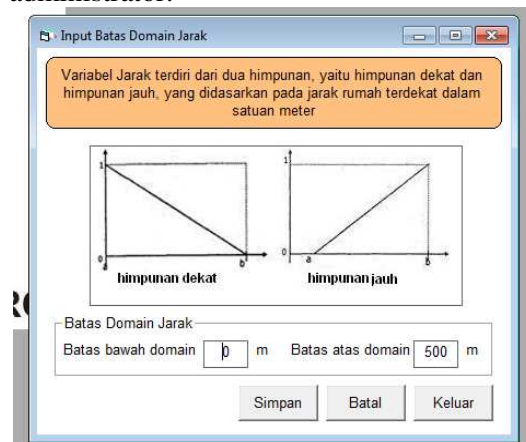 administrator.
Input Batas Domain Jarak
Variabel Jarak terdiri dari dua himpunan, yaitu himpunan dekat dan
himpunan jauh, yang didasarkan pada jarak rumah terdekat dalam
satuan meter
1
0
a
b
himpunan dekat
1
0
a
b
himpunan jauh
Batas Domain Jarak
Batas bawah domain 0 m Batas atas domain 500 m
Simpan Batal Keluar